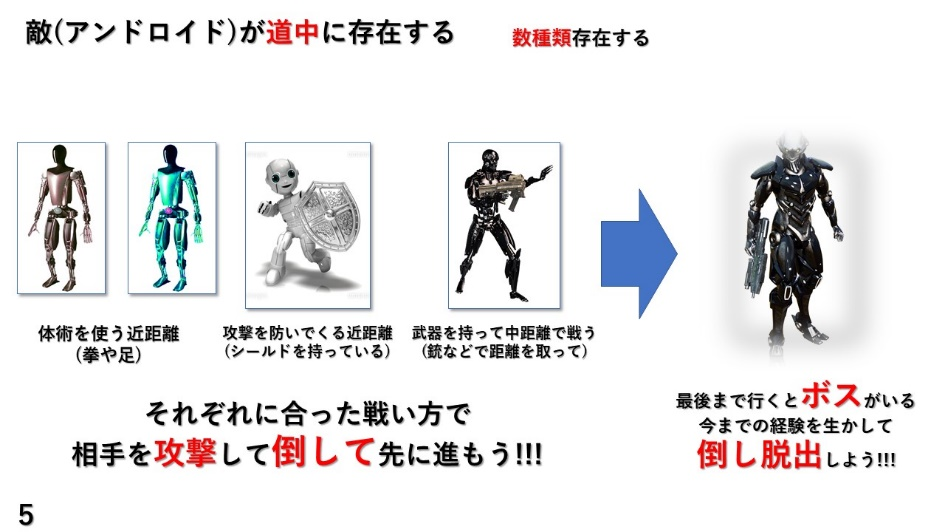 敵(アンドロイド)が道中に存在する
数種類存在する
体術を使う近距離
(拳や足)
攻撃を防いでくる近距離
(シールドを持っている)
武器を持って中距離で戦う
(銃などで距離を取って)
それぞれに合った戦い方で
相手を攻撃して倒して先に進もう!!!
最後まで行くとボスがいる
今までの経験を生かして
倒し脱出しよう!!!
5